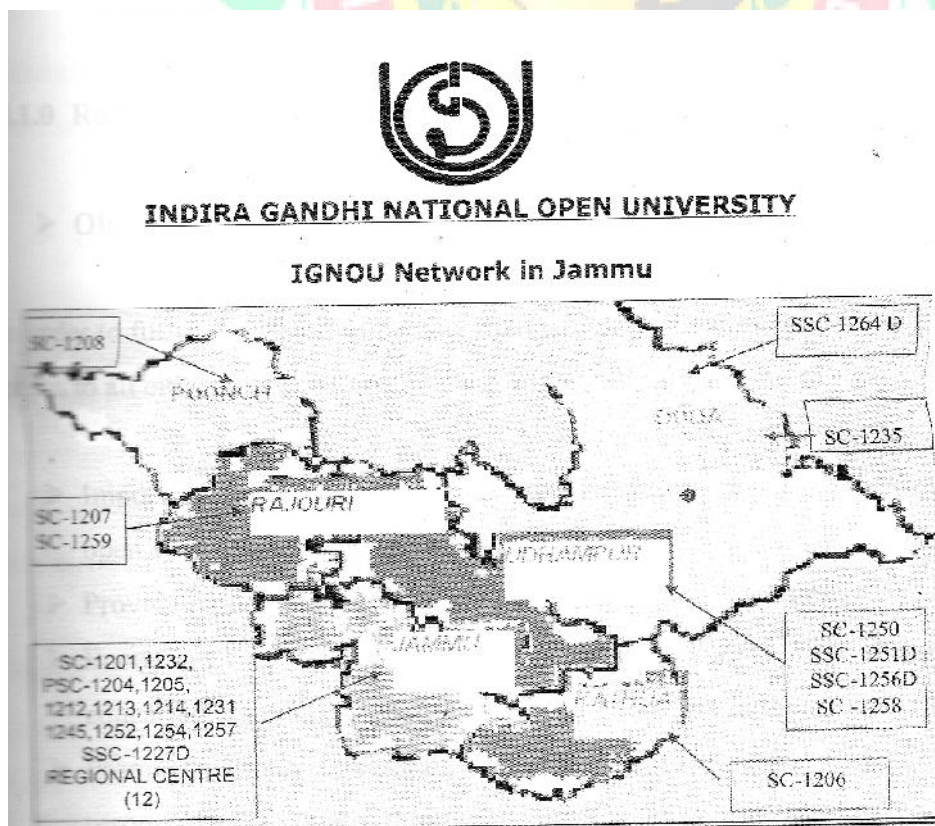 INDIRA GANDHI NATIONAL OPEN UNIVERSITY
IGNOU Network in Jammu
SC-1208
SSC-1264 D
POONCH
DODA
SC-1235
RAJOURI
SC-1207
SC-1259
UDHAMPUR
JAMMU
SC-1250
SSC-1251D
SSC-1256D
SC -1258
SC-1201,1232,
PSC-1204,1205,
1212,1213,1214,1231
1245,1252,1254,1257
SSC-1227D
REGIONAL CENTRE
(12)
KATHUA
SC-1206